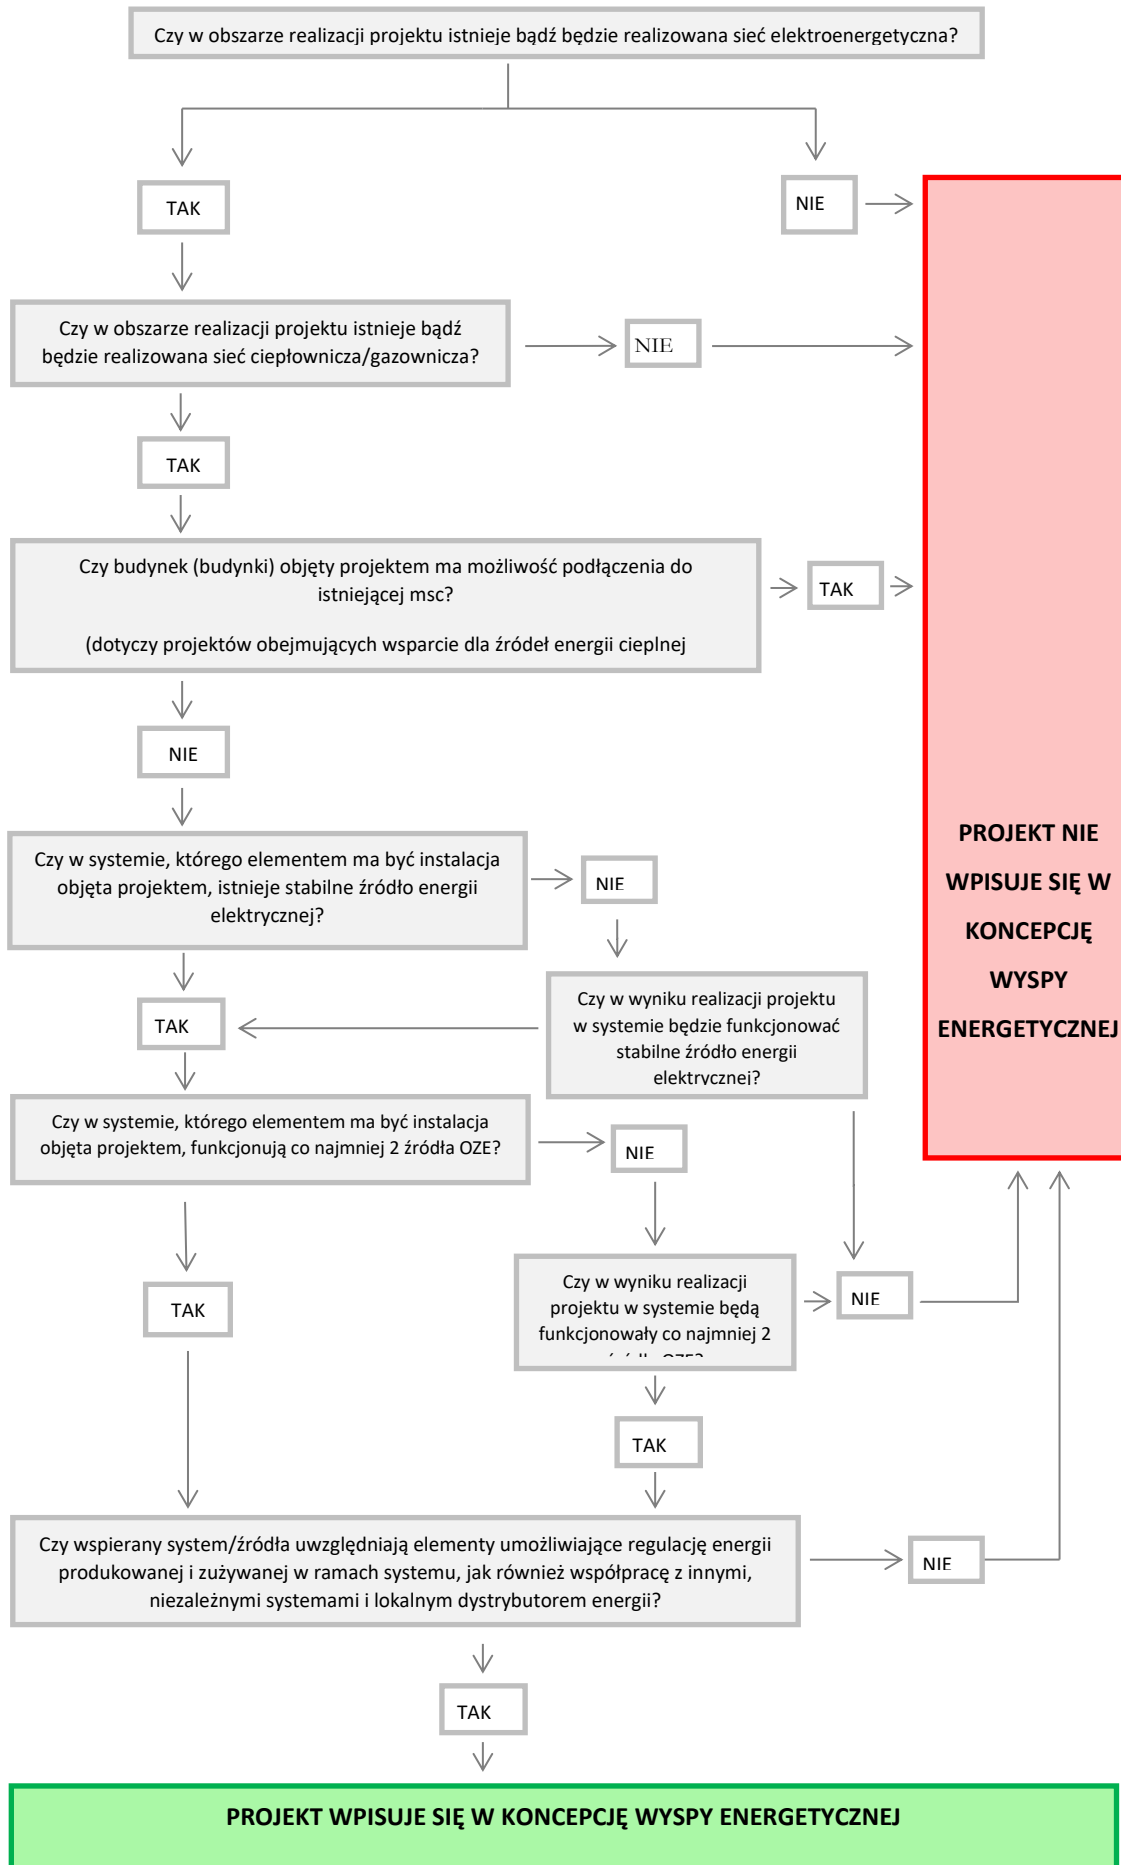 Czy w obszarze realizacji projektu istnieje bądź będzie realizowana sieć elektroenergetyczna?
TAK
NIE
Czy w obszarze realizacji projektu istnieje bądź
będzie realizowana sieć ciepłownicza/gazownicza?
NIE
TAK
Czy budynek (budynki) objęty projektem ma możliwość podłączenia do
istniejącej msc?
(dotyczy projektów obejmujących wsparcie dla źródeł energii cieplnej
TAK
NIE
Czy w systemie, którego elementem ma być instalacja
objęta projektem, istnieje stabilne źródło energii
elektrycznej?
NIE
PROJEKT NIE
WPISUJE SIĘ W
KONCEPCJĘ
WYSPY
ENERGETYCZNEJ
TAK
Czy w wyniku realizacji projektu
w systemie będzie funkcjonować
stabilne źródło energii
elektrycznej?
Czy w systemie, którego elementem ma być instalacja
objęta projektem, funkcjonują co najmniej 2 źródła OZE?
NIE
TAK
Czy w wyniku realizacji
projektu w systemie będą
funkcjonowały co najmniej 2
NIE
TAK
Czy wspierany system/źródła uwzględniają elementy umożliwiające regulację energii
produkowanej i zużywanej w ramach systemu, jak również współpracę z innymi,
niezależnymi systemami i lokalnym dystrybutorem energii?
NIE
TAK
PROJEKT WPISUJE SIĘ W KONCEPCJĘ WYSPY ENERGETYCZNEJ